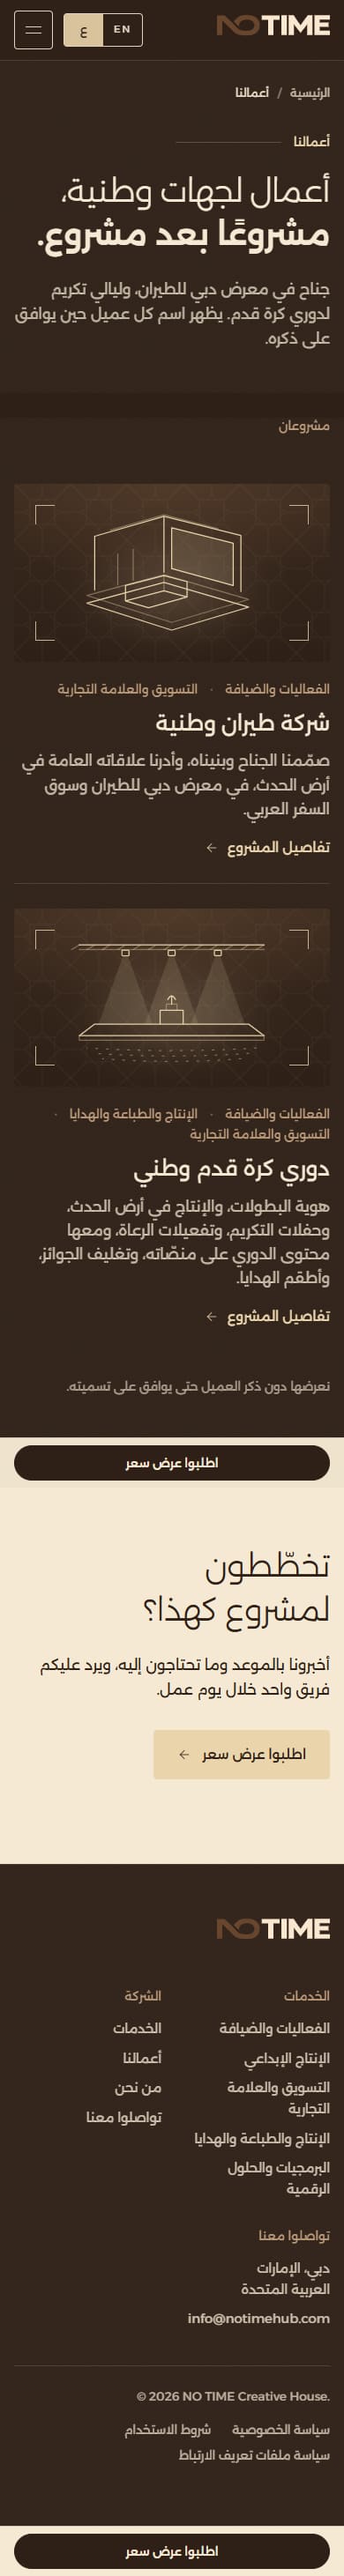 NO TIME
EN
ع
الرئيسية / أعمالنا
أعمالنا
أعمال لجهات وطنية،
مشروعًا بعد مشروع.
جناح في معرض دبي للطيران، وليالي تكريم
لدوري كرة قدم. يظهر اسم كل عميل حين يوافق
على ذكره.
مشروعان
الفعاليات والضيافة · التسويق والعلامة التجارية
شركة طيران وطنية
صمّمنا الجناح وبنيناه، وأدرنا علاقاته العامة في
أرض الحدث، في معرض دبي للطيران وسوق
السفر العربي.
تفاصيل المشروع ←
الفعاليات والضيافة · الإنتاج والطباعة والهدايا ·
التسويق والعلامة التجارية
دوري كرة قدم وطني
هوية البطولات، والإنتاج في أرض الحدث،
وحفلات التكريم، وتفعيلات الرعاة، ومعها
محتوى الدوري على منصّاته، وتغليف الجوائز،
وأطقم الهدايا.
تفاصيل المشروع ←
نعرضها دون ذكر العميل حتى يوافق على تسميته.
اطلبوا عرض سعر
تخطّطون
لمشروع كهذا؟
أخبرونا بالموعد وما تحتاجون إليه، ويرد عليكم
فريق واحد خلال يوم عمل.
اطلبوا عرض سعر ←
NO TIME
الخدمات
الفعاليات والضيافة
الإنتاج الإبداعي
التسويق والعلامة
التجارية
الإنتاج والطباعة والهدايا
البرمجيات والحلول
الرقمية
الشركة
الخدمات
أعمالنا
من نحن
تواصلوا معنا
تواصلوا معنا
دبي، الإمارات
العربية المتحدة
info@notimehub.com
© 2026 NO TIME Creative House.
سياسة الخصوصية شروط الاستخدام
سياسة ملفات تعريف الارتباط
اطلبوا عرض سعر